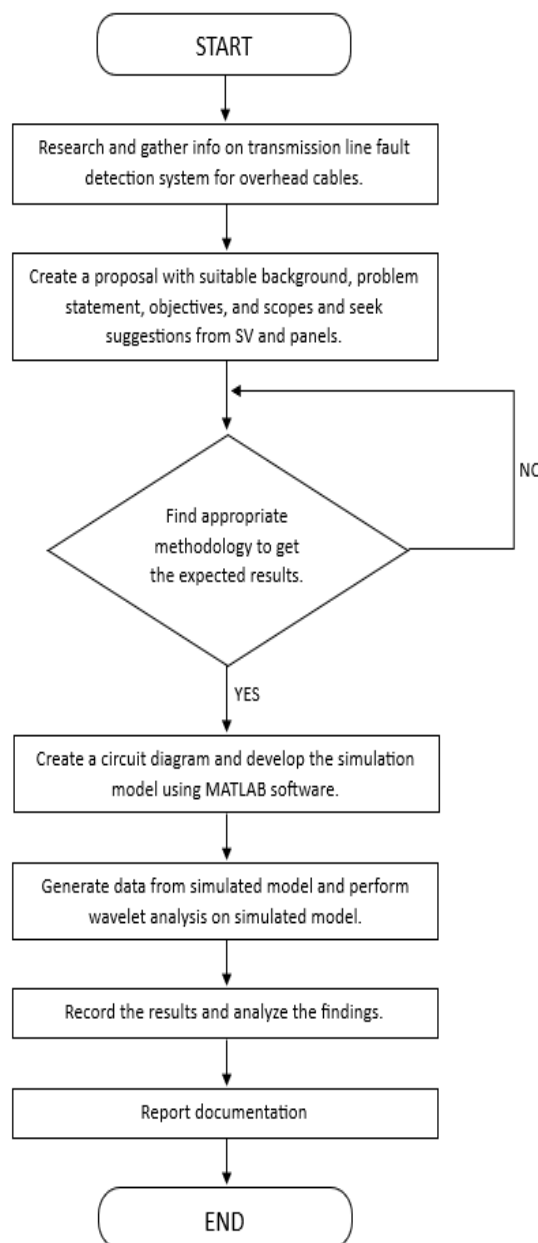 START
Research and gather info on transmission line fault
detection system for overhead cables.
Create a proposal with suitable background, problem
statement, objectives, and scopes and seek
suggestions from SV and panels.
Find appropriate
methodology to get
the expected results.
NO
YES
Create a circuit diagram and develop the simulation
model using MATLAB software.
Generate data from simulated model and perform
wavelet analysis on simulated model.
Record the results and analyze the findings.
Report documentation
END